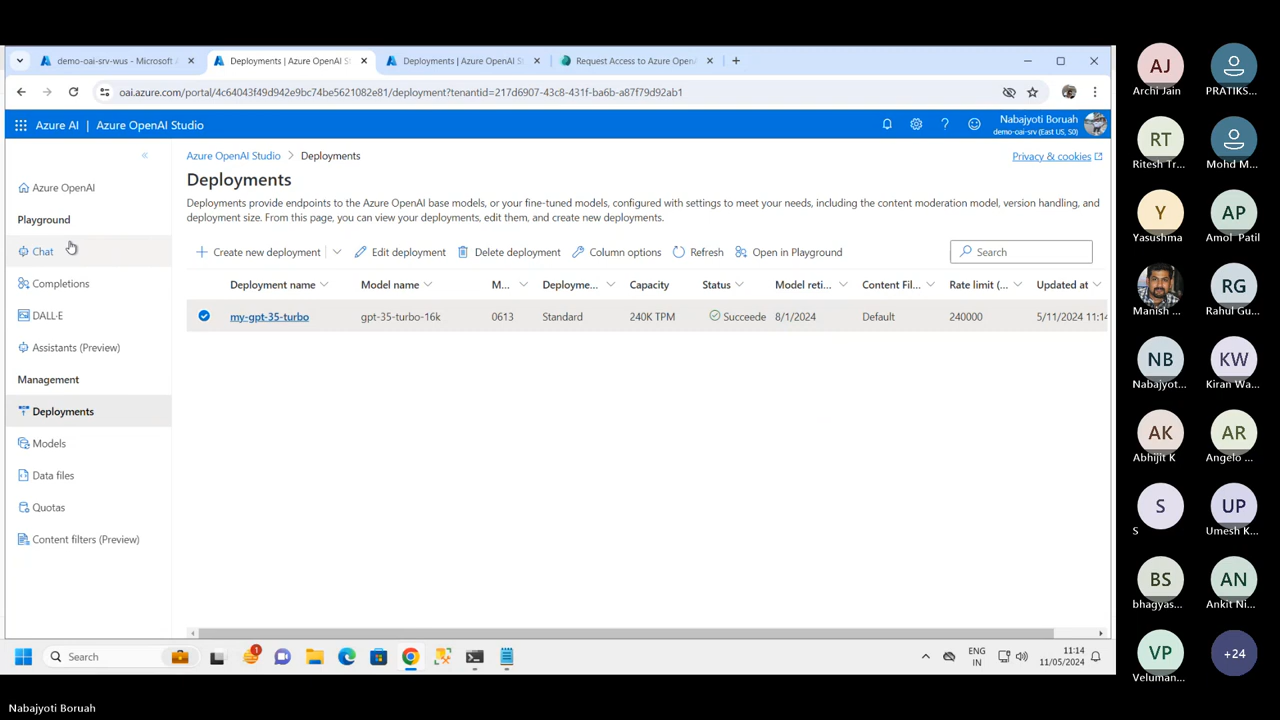 demo-oai-srv-wus - Microsoft A
Deployments | Azure OpenAI St
Deployments | Azure OpenAI St
Request Access to Azure OpenA
oai.azure.com/portal/4c64043f49d942e9bc74be5621082e81/deployment?tenantid=217d6907-43c8-431f-ba6b-a87f79d92ab1
Azure AI | Azure OpenAI Studio
Nabajyoti Boruah
demo-oai-srv (East US, S0)
Azure OpenAI
Playground
Chat
Completions
DALL·E
Assistants (Preview)
Management
Deployments
Models
Data files
Quotas
Content filters (Preview)
Azure OpenAI Studio > Deployments
Privacy & cookies
Deployments
Deployments provide endpoints to the Azure OpenAI base models, or your fine-tuned models, configured with settings to meet your needs, including the content moderation model, version handling, and
deployment size. From this page, you can view your deployments, edit them, and create new deployments.
Create new deployment Edit deployment Delete deployment Column options Refresh Open in Playground Search
Deployment name Model name M... Deployme... Capacity Status Model reti... Content Fil... Rate limit (... Updated at
my-gpt-35-turbo gpt-35-turbo-16k 0613 Standard 240K TPM Succeede 8/1/2024 Default 240000 5/11/2024 11:14
Search
1
ENG
IN
11:14
11/05/2024
AJ
Archi Jain
PRATIKS...
RT
Ritesh Tr...
Mohd M...
Y
Yasushma
AP
Amol Patil
Manish ...
RG
Rahul Gu...
NB
Nabajyot...
KW
Kiran Wa...
AK
Abhijit K
AR
Angelo ...
S
S
UP
Umesh K...
BS
bhagyas...
AN
Ankit Ni...
VP
Veluman...
+24
Nabajyoti Boruah